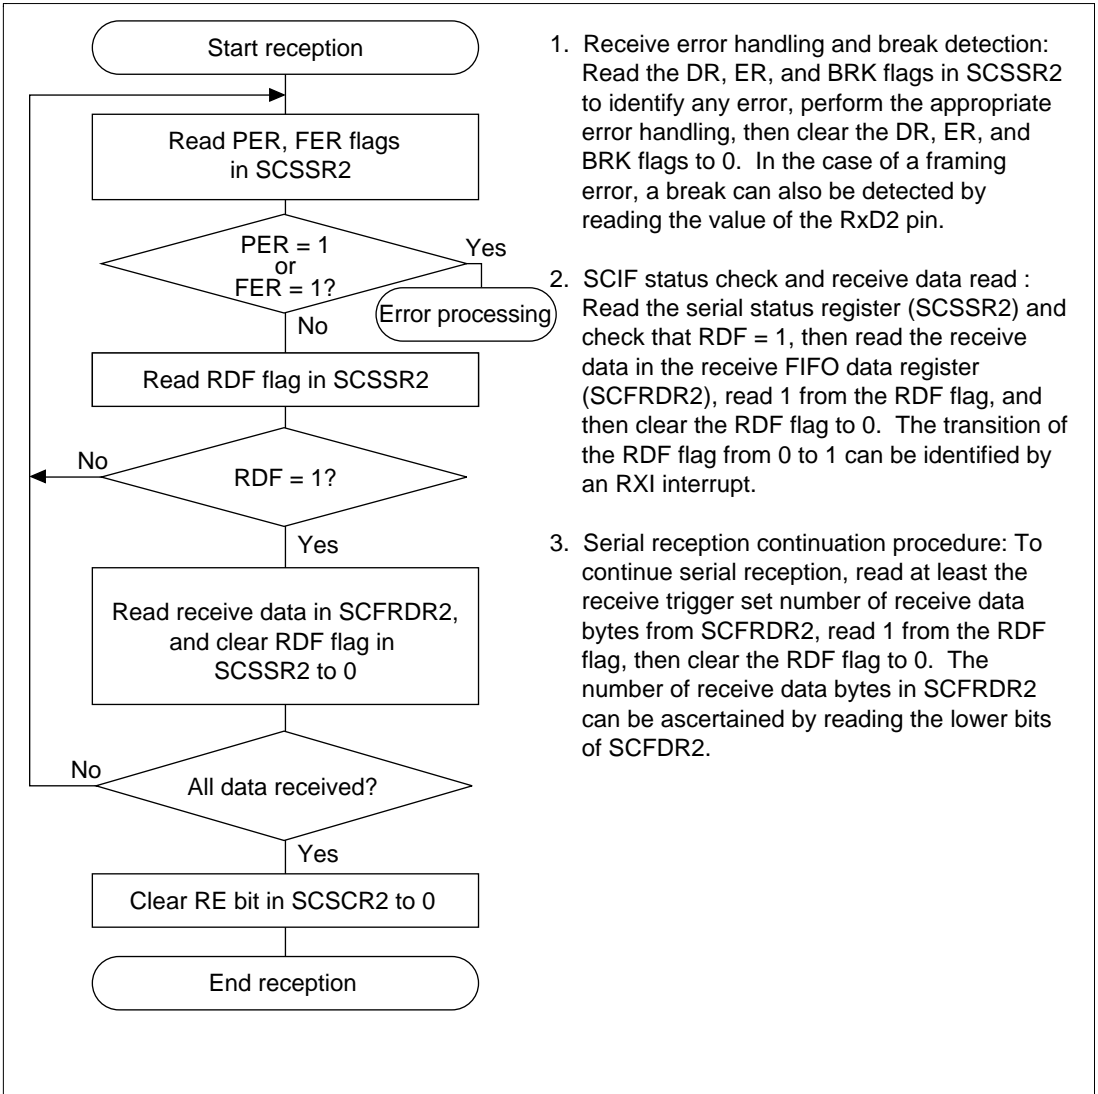 Start reception
Read PER, FER flags
in SCSSR2
PER = 1
or
FER = 1?
Yes
Error processing
No
Read RDF flag in SCSSR2
No
RDF = 1?
Yes
Read receive data in SCFRDR2,
and clear RDF flag in
SCSSR2 to 0
No
All data received?
Yes
Clear RE bit in SCSCR2 to 0
End reception
1. Receive error handling and break detection:
Read the DR, ER, and BRK flags in SCSSR2
to identify any error, perform the appropriate
error handling, then clear the DR, ER, and
BRK flags to 0. In the case of a framing
error, a break can also be detected by
reading the value of the RxD2 pin.
2. SCIF status check and receive data read :
Read the serial status register (SCSSR2) and
check that RDF = 1, then read the receive
data in the receive FIFO data register
(SCFRDR2), read 1 from the RDF flag, and
then clear the RDF flag to 0. The transition of
the RDF flag from 0 to 1 can be identified by
an RXI interrupt.
3. Serial reception continuation procedure: To
continue serial reception, read at least the
receive trigger set number of receive data
bytes from SCFRDR2, read 1 from the RDF
flag, then clear the RDF flag to 0. The
number of receive data bytes in SCFRDR2
can be ascertained by reading the lower bits
of SCFDR2.